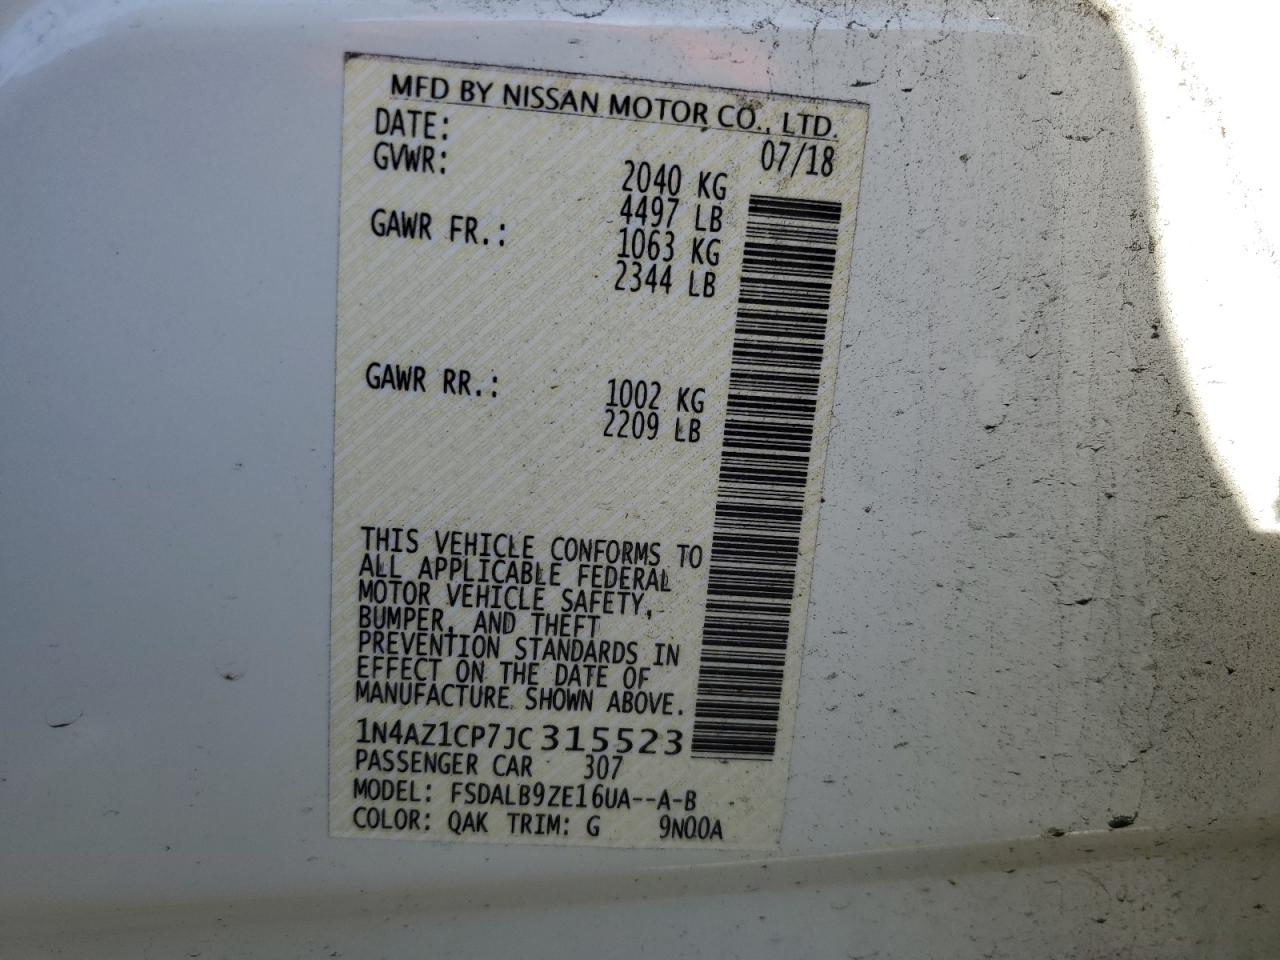 MFD BY NISSAN MOTOR CO., LTD.
DATE: 07/18
GVWR: 2040 KG
4497 LB
GAWR FR.: 1063 KG
2344 LB
GAWR RR.: 1002 KG
2209 LB
THIS VEHICLE CONFORMS TO
ALL APPLICABLE FEDERAL
MOTOR VEHICLE SAFETY,
BUMPER, AND THEFT
PREVENTION STANDARDS IN
EFFECT ON THE DATE OF
MANUFACTURE SHOWN ABOVE.
1N4AZ1CP7JC315523
PASSENGER CAR 307
MODEL: FSDALB9ZE16UA--A-B
COLOR: QAK TRIM: G 9N00A